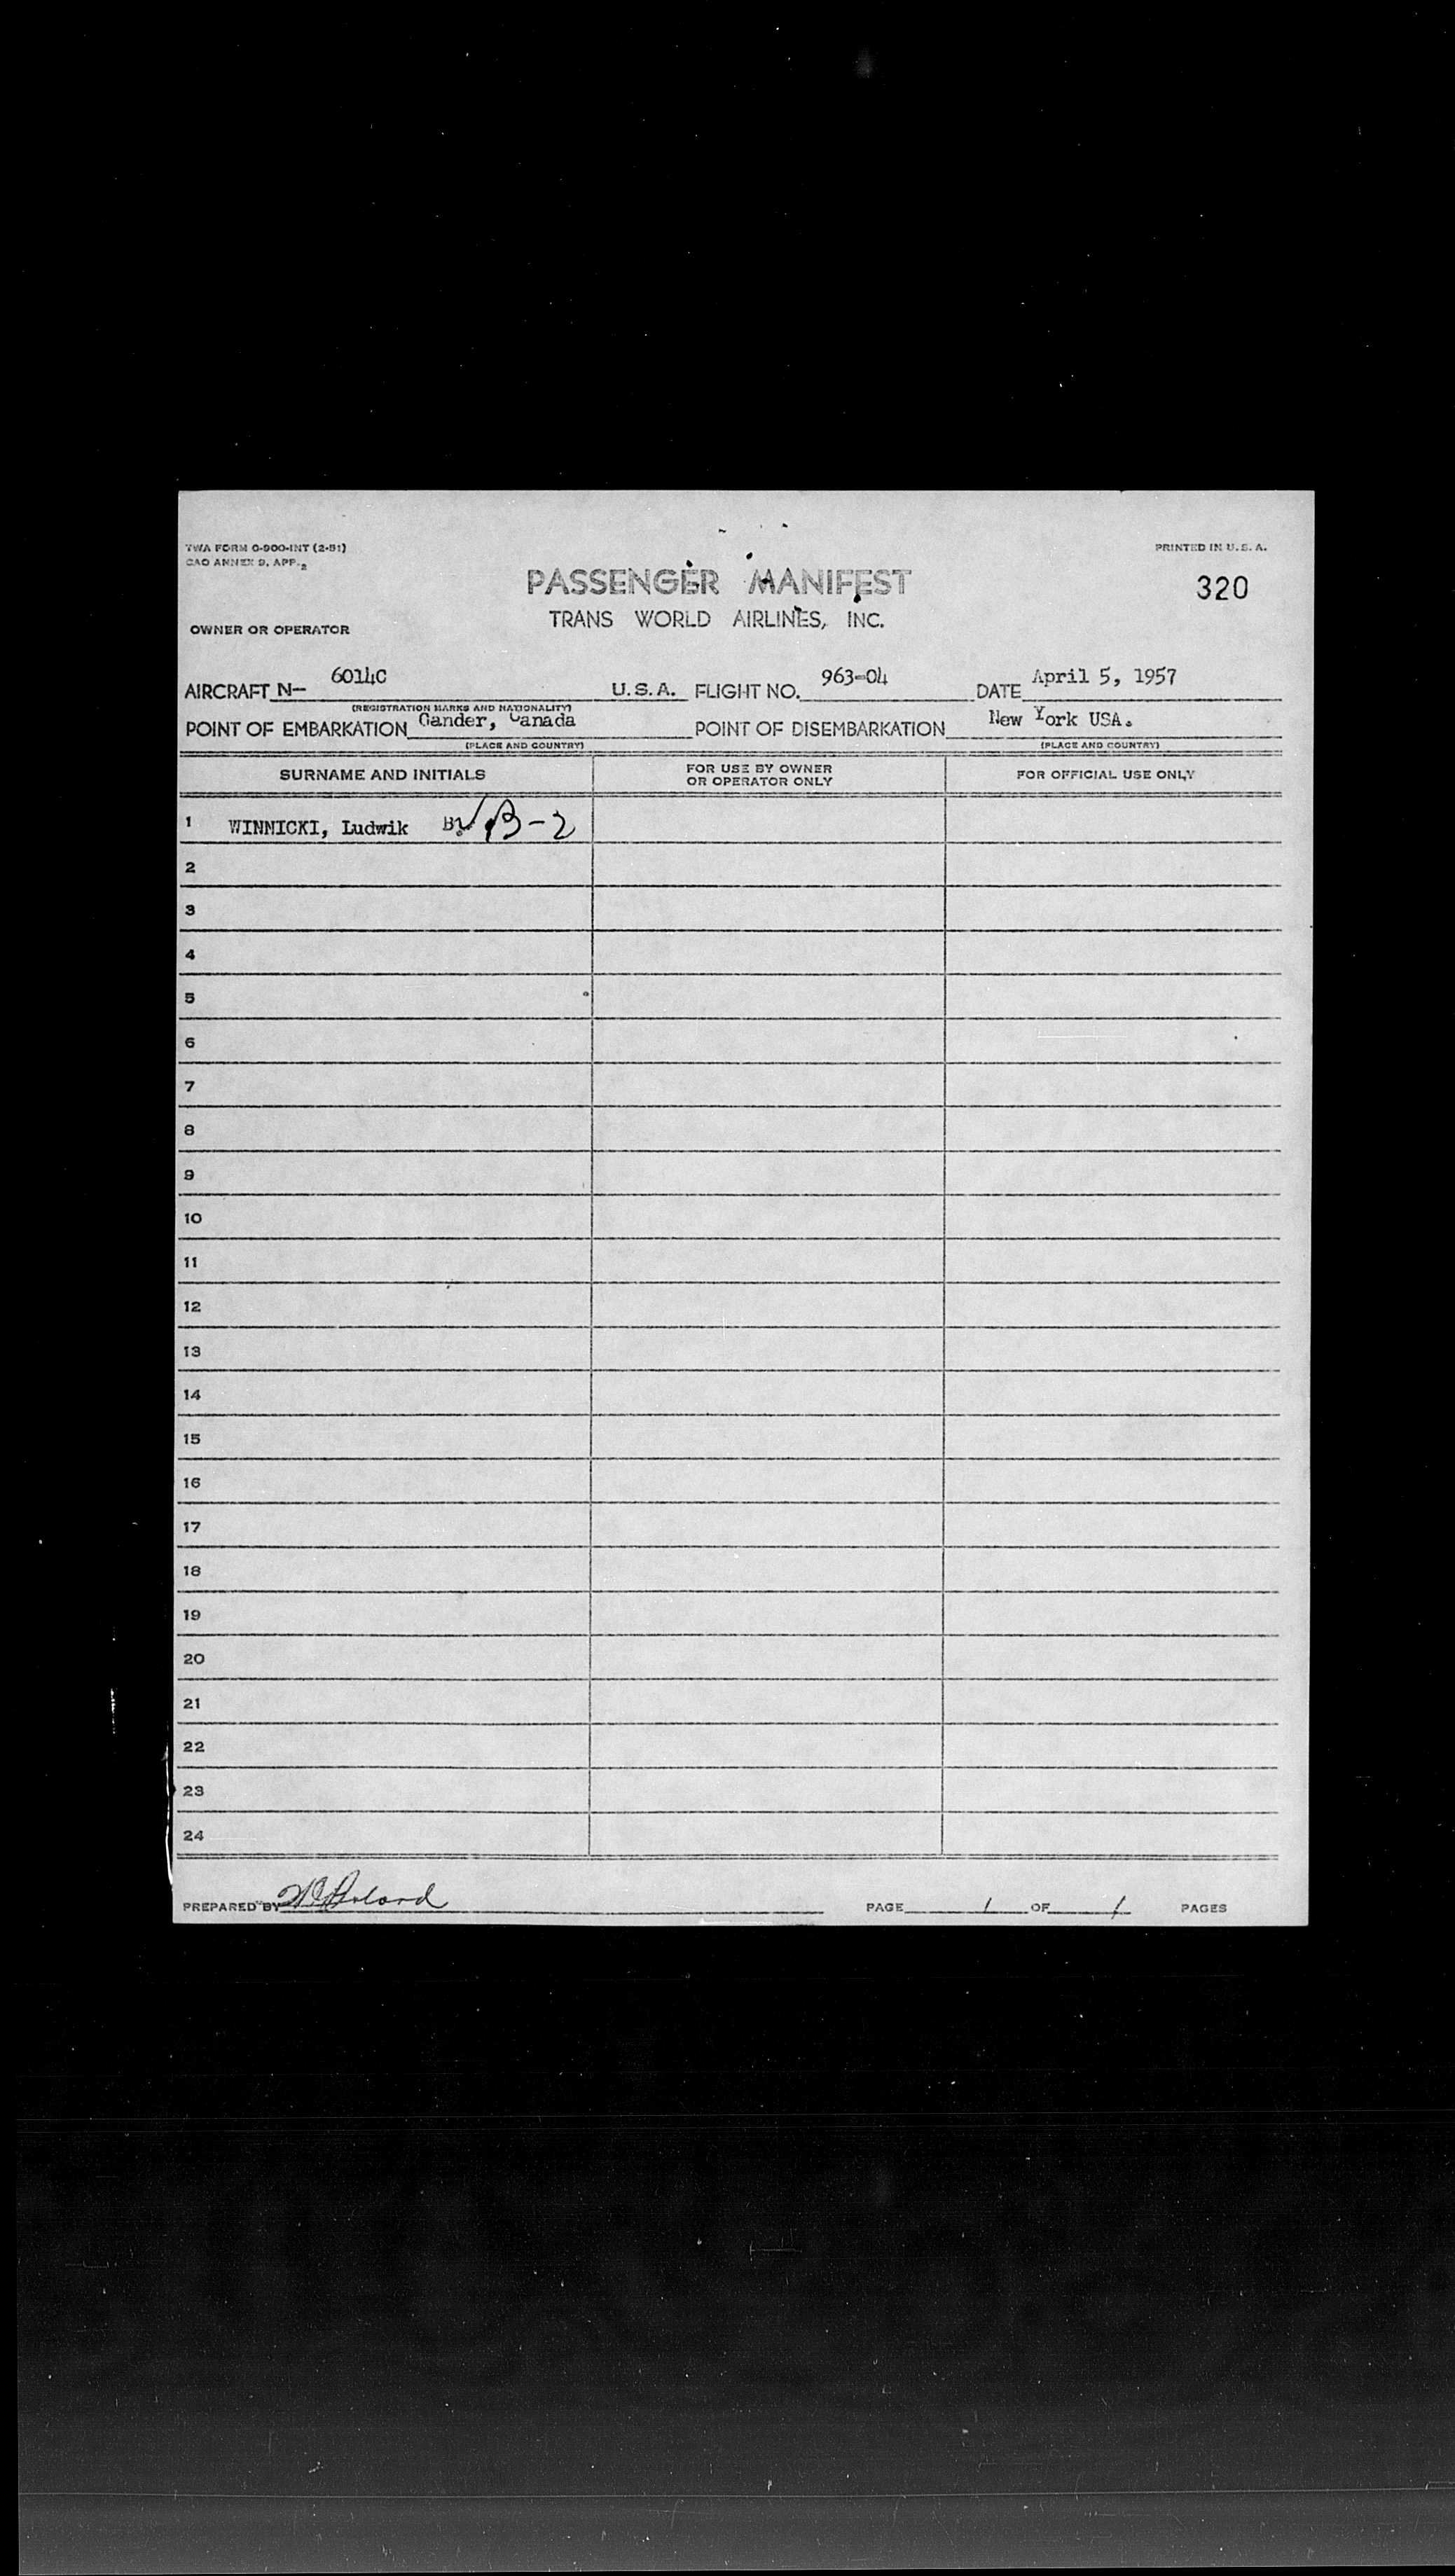 TWA FORM O-900-INT (2-51)
CAO ANNEX 9, APP. 2
PRINTED IN U.S.A.
PASSENGER MANIFEST
320
TRANS WORLD AIRLINES, INC.
OWNER OR OPERATOR
AIRCRAFT N- 6014C U.S.A. FLIGHT NO. 963-04 DATE April 5, 1957
(REGISTRATION MARKS AND NATIONALITY)
POINT OF EMBARKATION Gander, Canada POINT OF DISEMBARKATION New York USA.
(PLACE AND COUNTRY) (PLACE AND COUNTRY)
SURNAME AND INITIALS FOR USE BY OWNER OR OPERATOR ONLY FOR OFFICIAL USE ONLY
1 WINNICKI, Ludwik B-2
2
3
4
5
6
7
8
9
10
11
12
13
14
15
16
17
18
19
20
21
22
23
24
PREPARED BY PAGE 1 OF 1 PAGES